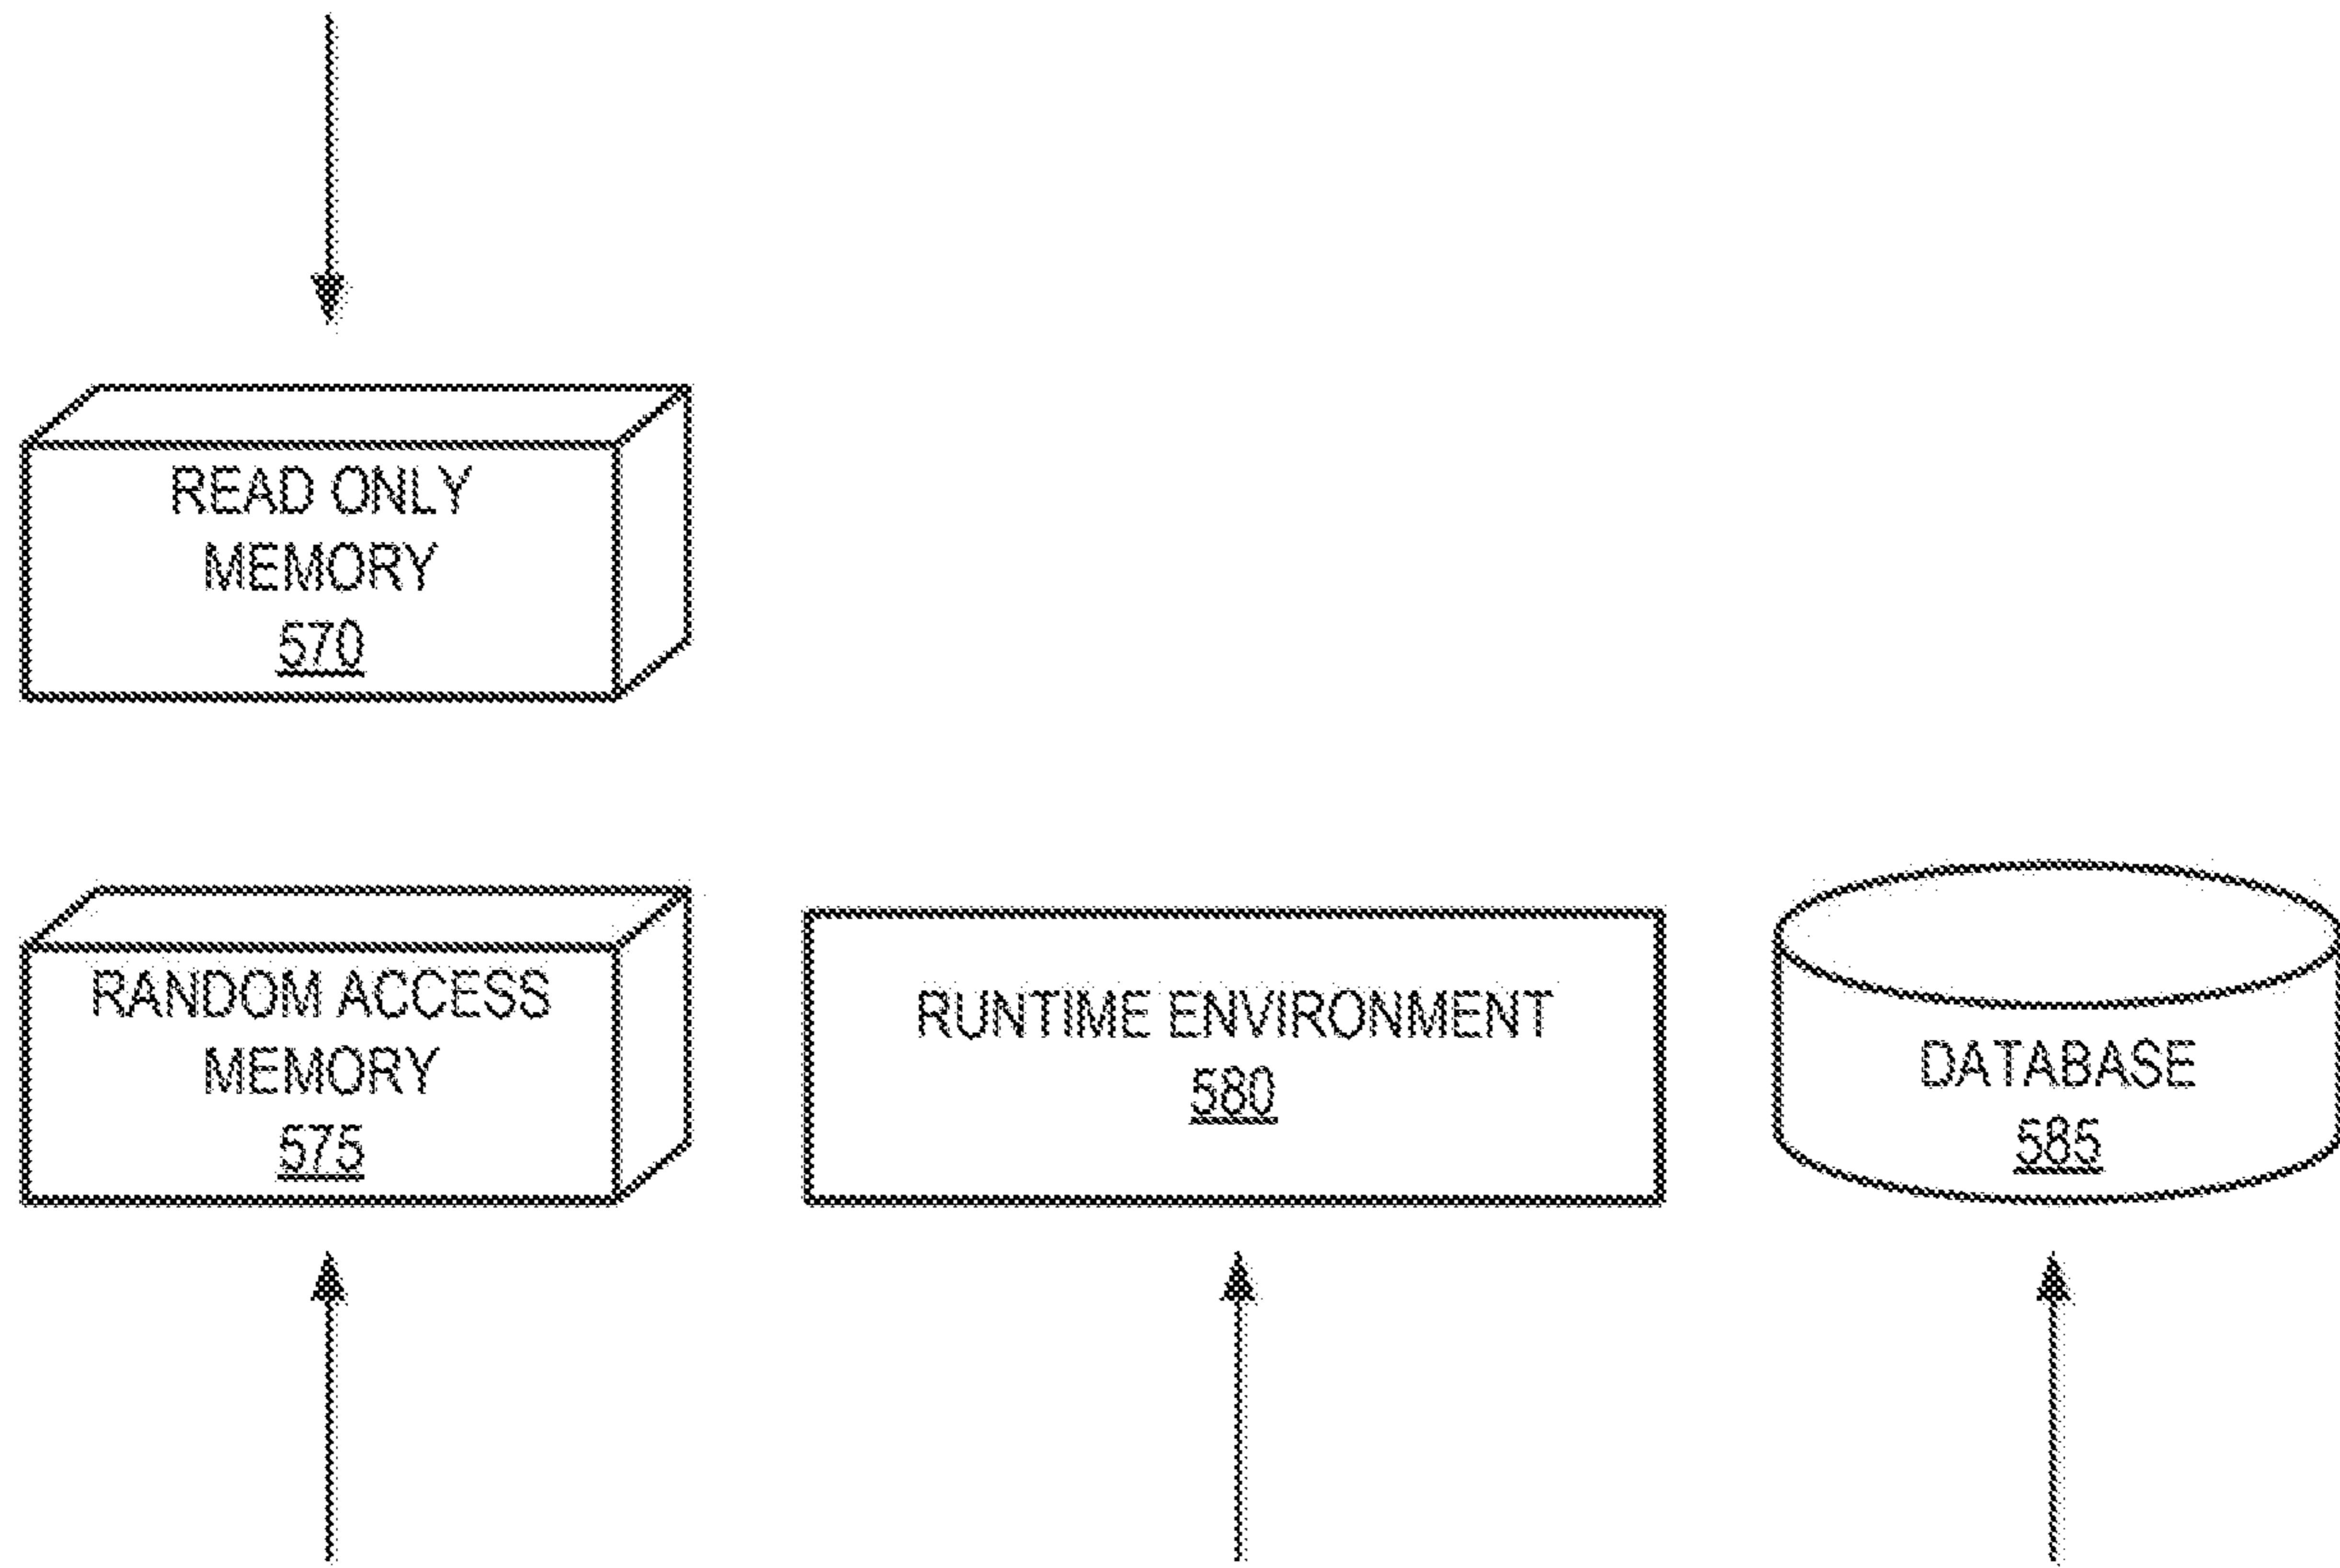 READ ONLY
MEMORY
570
RANDOM ACCESS
MEMORY
575
RUNTIME ENVIRONMENT
580
DATABASE
585